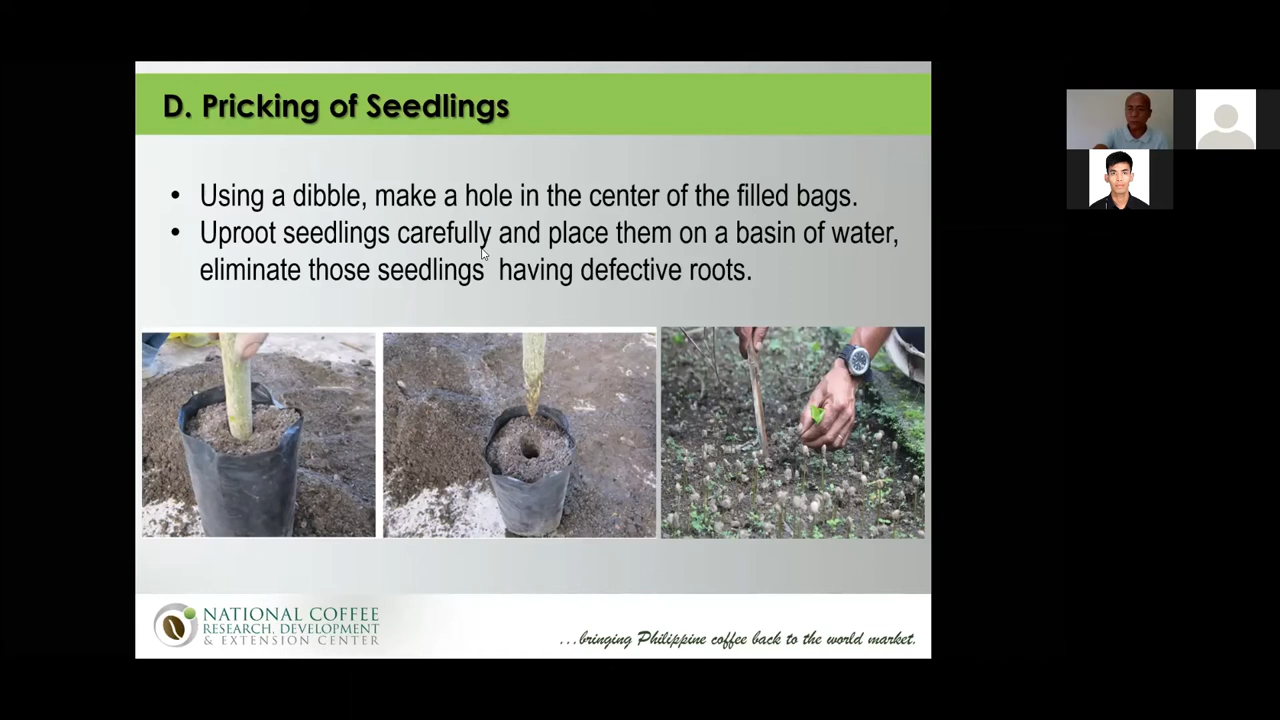 D. Pricking of Seedlings
• Using a dibble, make a hole in the center of the filled bags.
• Uproot seedlings carefully and place them on a basin of water,
eliminate those seedlings having defective roots.
NATIONAL COFFEE
RESEARCH, DEVELOPMENT
& EXTENSION CENTER
...bringing Philippine coffee back to the world market.